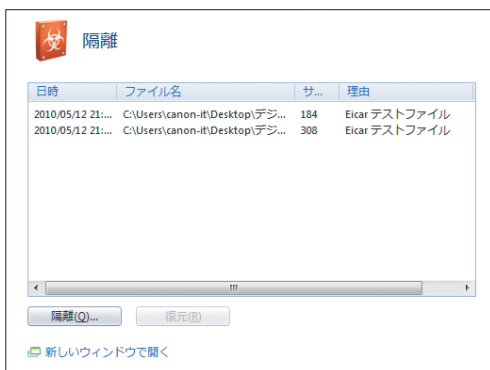 隔離
日時 ファイル名 サ... 理由
2010/05/12 21:... C:\Users\canon-it\Desktop\デジ... 184 Eicar テストファイル
2010/05/12 21:... C:\Users\canon-it\Desktop\デジ... 308 Eicar テストファイル
隔離(Q)... 復元(R)
新しいウィンドウで開く